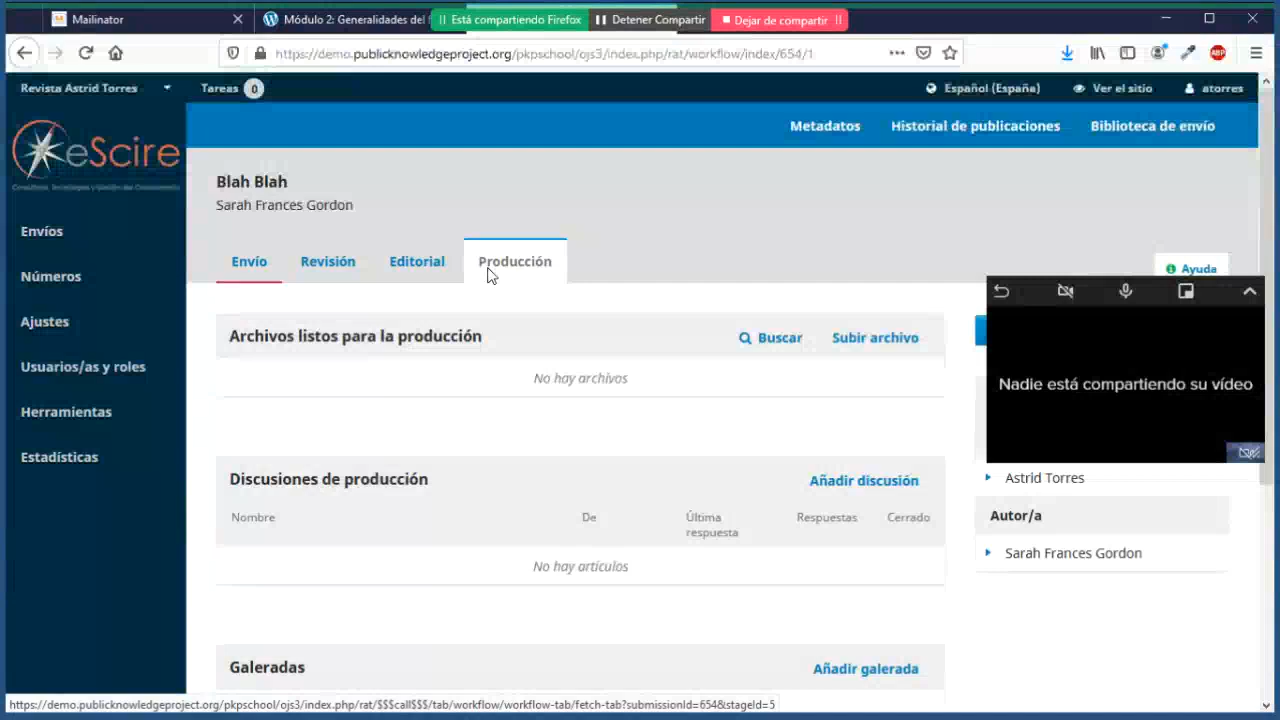 Mailinator
Módulo 2: Generalidades del f
Está compartiendo Firefox
Detener Compartir
Dejar de compartir
https://demo.publicknowledgeproject.org/pkpschool/ojs3/index.php/rat/workflow/index/654/1
ABP
Revista Astrid Torres
Tareas 0
Español (España)
Ver el sitio
atorres
eScire
Metadatos
Historial de publicaciones
Biblioteca de envío
Blah Blah
Sarah Frances Gordon
Envíos
Números
Ajustes
Usuarios/as y roles
Herramientas
Estadísticas
Envío
Revisión
Editorial
Producción
Ayuda
Archivos listos para la producción
Buscar
Subir archivo
No hay archivos
Nadie está compartiendo su vídeo
Discusiones de producción
Añadir discusión
Nombre
De
Última
respuesta
Respuestas
Cerrado
No hay artículos
Astrid Torres
Autor/a
Sarah Frances Gordon
Galeradas
Añadir galerada
https://demo.publicknowledgeproject.org/pkpschool/ojs3/index.php/rat/$$$call$$$/tab/workflow/workflow-tab/fetch-tab?submissionId=654&stageId=5